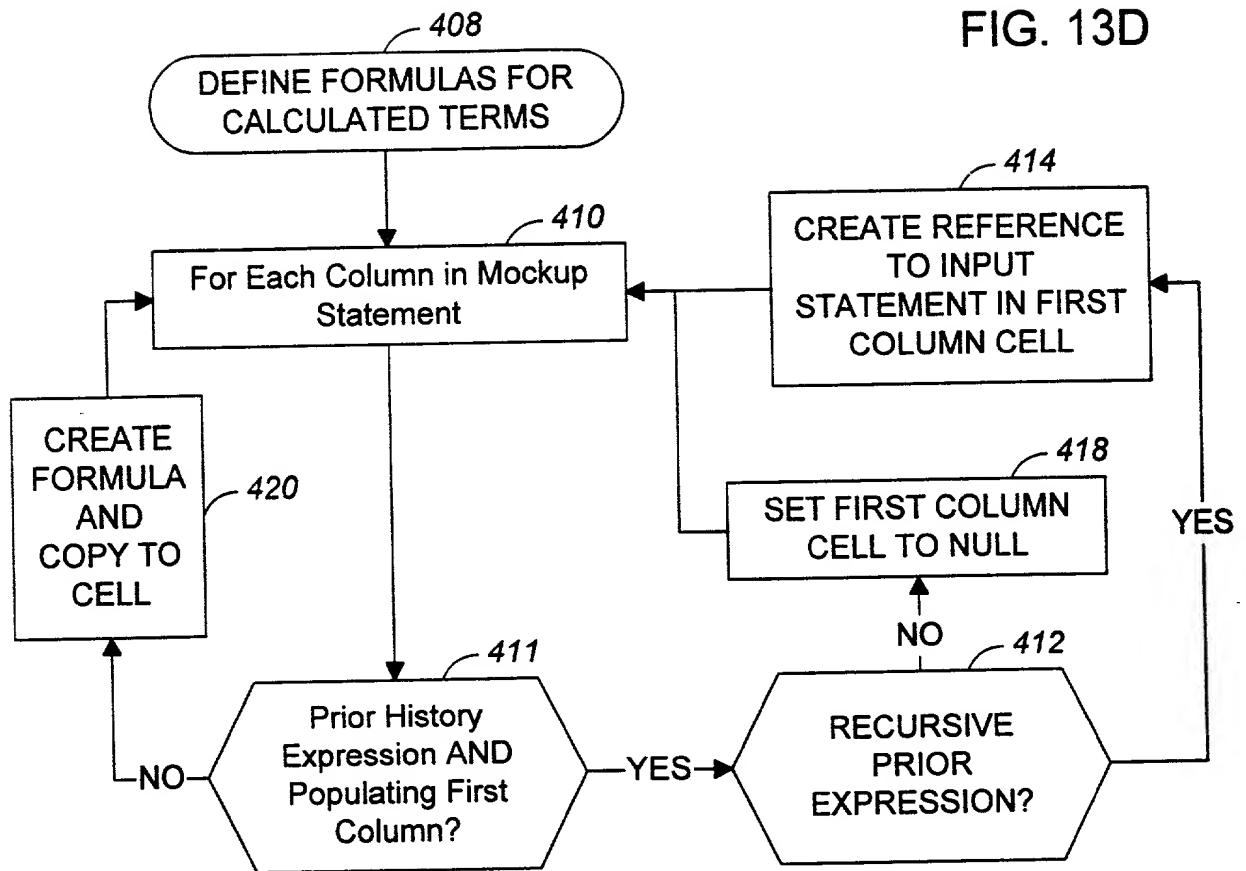 FIG. 13D
408
DEFINE FORMULAS FOR
CALCULATED TERMS
410
For Each Column in Mockup
Statement
414
CREATE REFERENCE
TO INPUT
STATEMENT IN FIRST
COLUMN CELL
CREATE
FORMULA
AND
COPY TO
CELL
420
418
SET FIRST COLUMN
CELL TO NULL
YES
NO
411
Prior History
Expression AND
Populating First
Column?
NO
YES
412
RECURSIVE
PRIOR
EXPRESSION?